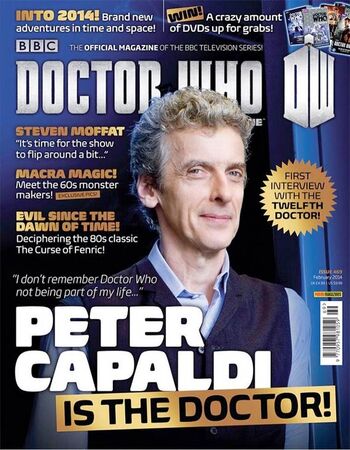 INTO 2014! Brand new
adventures in time and space!
WIN! A crazy amount
of DVDs up for grabs!
BBC
THE OFFICIAL MAGAZINE OF THE BBC TELEVISION SERIES!
DOCTOR WHO
DW
STEVEN MOFFAT
"It's time for the show
to flip around a bit..."
MACRA MAGIC!
Meet the 60s monster
makers! EXCLUSIVE PICS!
EVIL SINCE THE
DAWN OF TIME!
Deciphering the 80s classic
The Curse of Fenric!
FIRST
INTERVIEW
WITH THE
TWELFTH
DOCTOR!
ISSUE 469
February 2014
"I don't remember Doctor Who
not being part of my life..."
PETER
CAPALDI
IS THE DOCTOR!